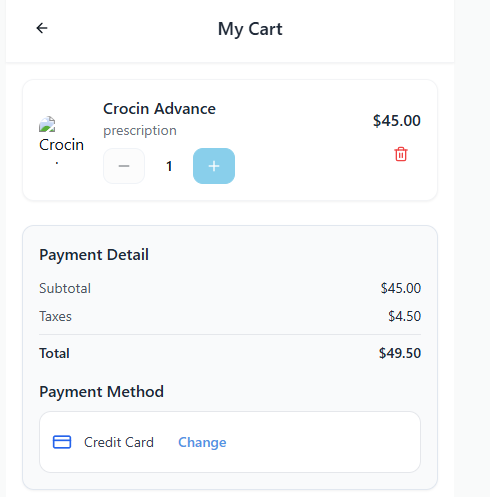 My Cart
Crocin Advance
prescription
$45.00
Crocin
1
Payment Detail
Subtotal $45.00
Taxes $4.50
Total $49.50
Payment Method
Credit Card Change